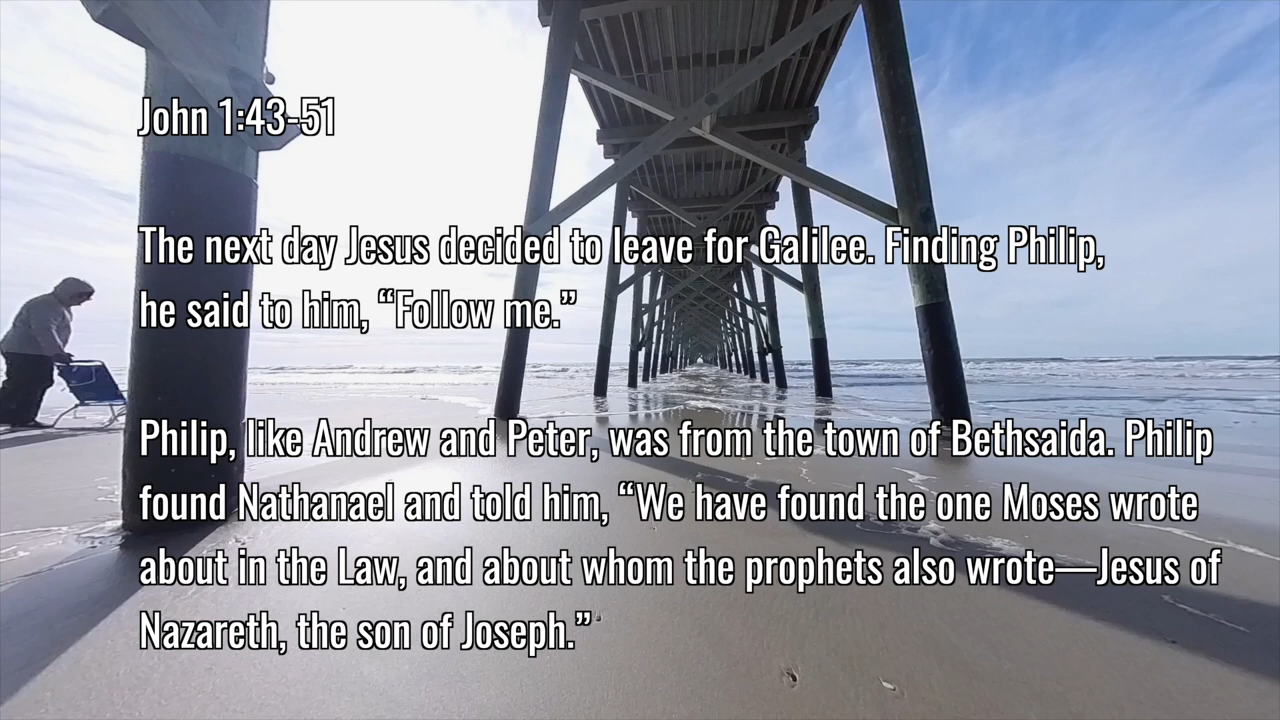 John 1:43-51
The next day Jesus decided to leave for Galilee. Finding Philip,
he said to him, “Follow me.”
Philip, like Andrew and Peter, was from the town of Bethsaida. Philip
found Nathanael and told him, “We have found the one Moses wrote
about in the Law, and about whom the prophets also wrote—Jesus of
Nazareth, the son of Joseph.”